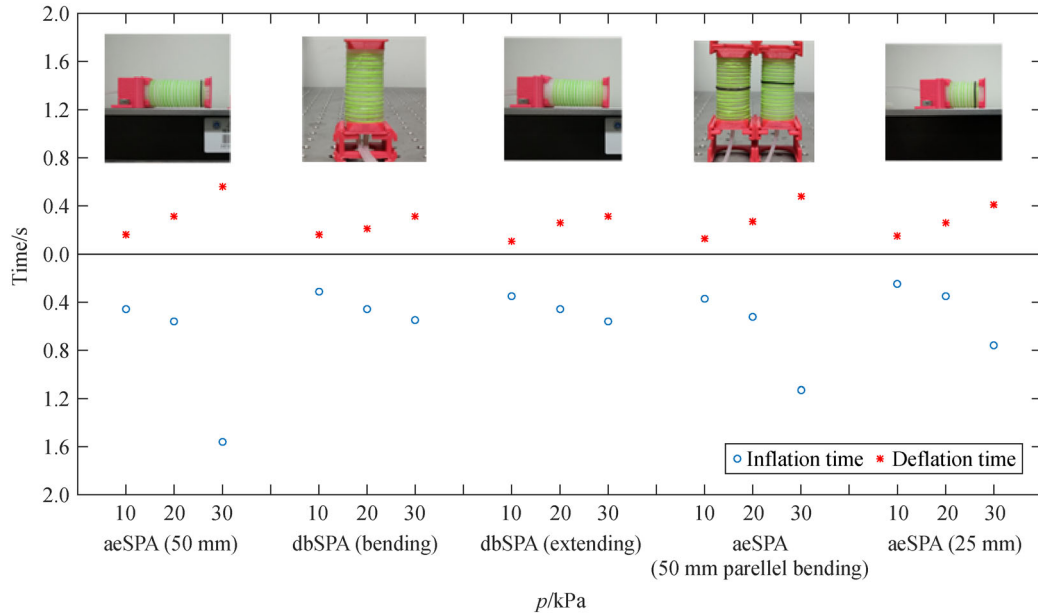 2.0
1.6
1.2
0.8
0.4
0.0
0.4
0.8
1.2
1.6
2.0
Time/s
Inflation time
Deflation time
10 20 30 10 20 30 10 20 30 10 20 30 10 20 30
aeSPA (50 mm) dbSPA (bending) dbSPA (extending) aeSPA aeSPA (25 mm)
(50 mm parellel bending)
p/kPa